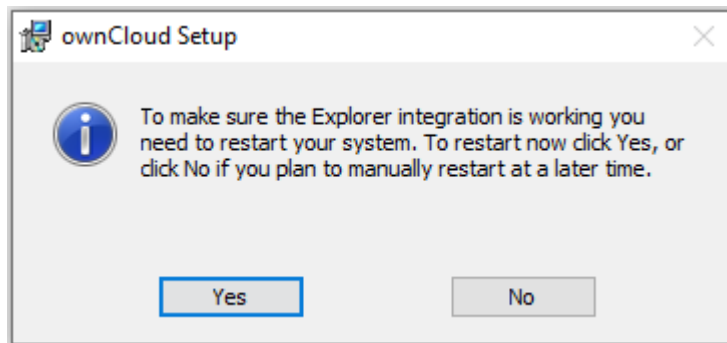 ownCloud Setup
To make sure the Explorer integration is working you
need to restart your system. To restart now click Yes, or
click No if you plan to manually restart at a later time.
Yes
No